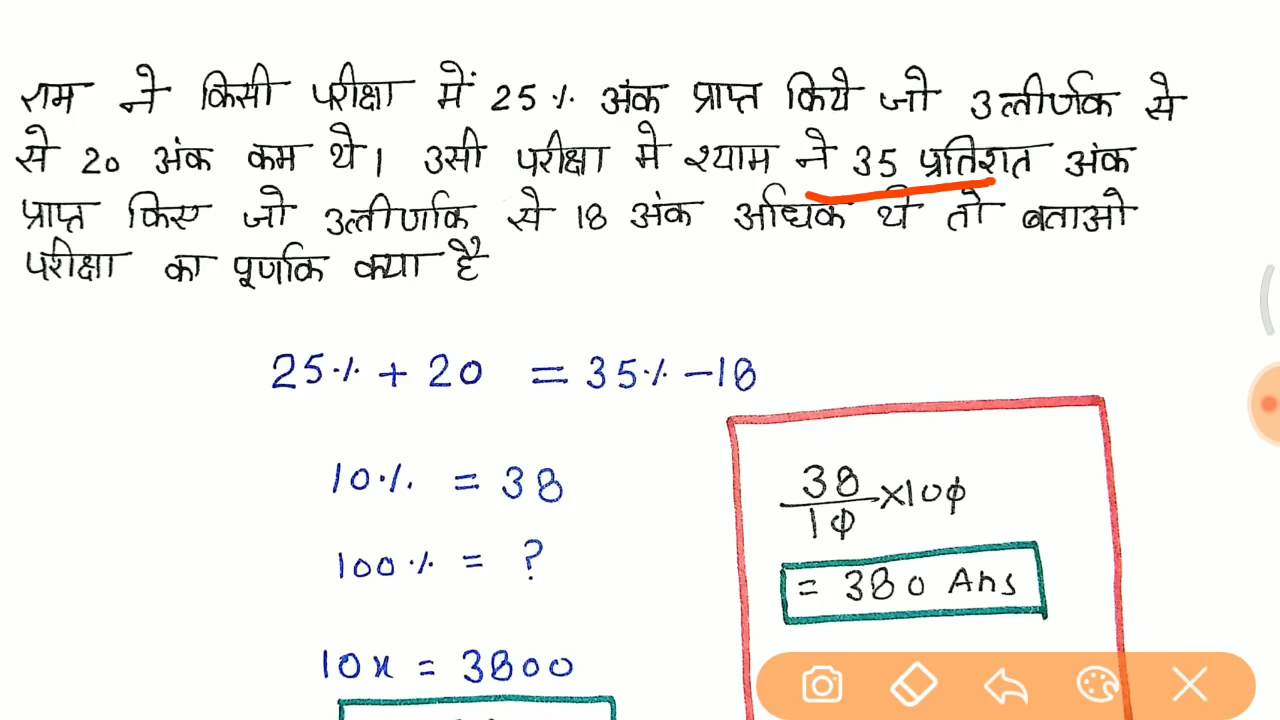 राम ने किसी परीक्षा में 25% अंक प्राप्त किये जो उत्तीर्णक से
से 20 अंक कम थे। उसी परीक्षा मे श्याम ने 35 प्रतिशत अंक
प्राप्त किए जो उत्तीर्णाक से 18 अंक अधिक थे तो बताओ
परीक्षा का पूर्णाक क्या है
25% + 20 = 35% - 18
10% = 38
100% = ?
10x = 3800
38/10 × 100
= 380 Ans